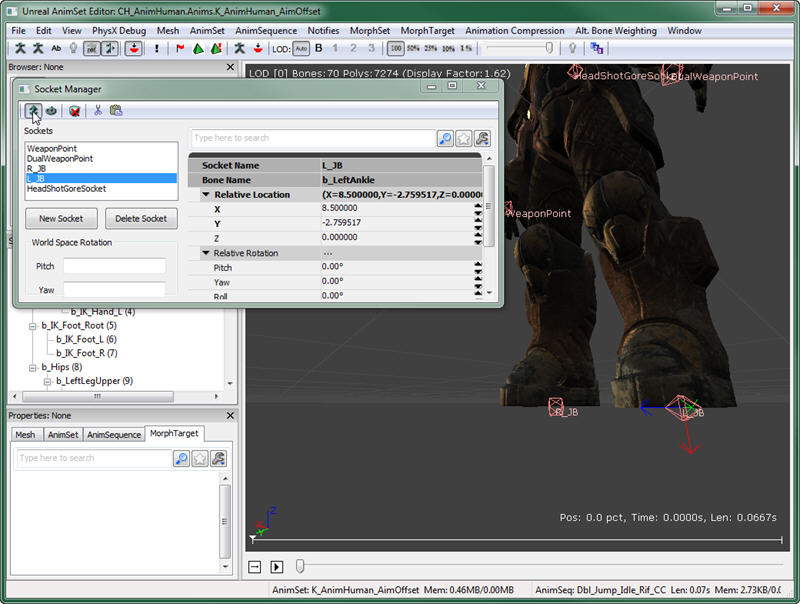 Unreal AnimSet Editor: CH_AnimHuman.Anims.K_AnimHuman_AimOffset
File Edit View PhysX Debug Mesh AnimSet AnimSequence Notifies MorphSet MorphTarget Animation Compression Alt. Bone Weighting Window
Ab LOD: Auto B 1 2 3 100 50% 25% 10% 1%
Browser: None
LOD [0] Bones:70 Polys:7274 (Display Factor:1.62)
HeadShotGoreSocket
DualWeaponPoint
Socket Manager
Sockets
Type here to search
WeaponPoint
DualWeaponPoint
R_JB
L_JB
HeadShotGoreSocket
New Socket Delete Socket
World Space Rotation
Pitch
Yaw
Socket Name L_JB
Bone Name b_LeftAnkle
Relative Location (X=8.500000,Y=-2.759517,Z=0.00000
X 8.500000
Y -2.759517
Z 0.000000
Relative Rotation ...
Pitch 0.00°
Yaw 0.00°
Roll 0.00°
WeaponPoint
b_IK_Hand_L (4)
b_IK_Foot_Root (5)
b_IK_Foot_L (6)
b_IK_Foot_R (7)
b_Hips (8)
b_LeftLegUpper (9)
R_JB
L_JB
Properties: None
Mesh AnimSet AnimSequence MorphTarget
Type here to search
Z
Pos: 0.0 pct, Time: 0.0000s, Len: 0.0667s
AnimSet: K_AnimHuman_AimOffset Mem: 0.46MB/0.00MB AnimSeq: Dbl_Jump_Idle_Rif_CC Len: 0.07s Mem: 2.73KB/0.0